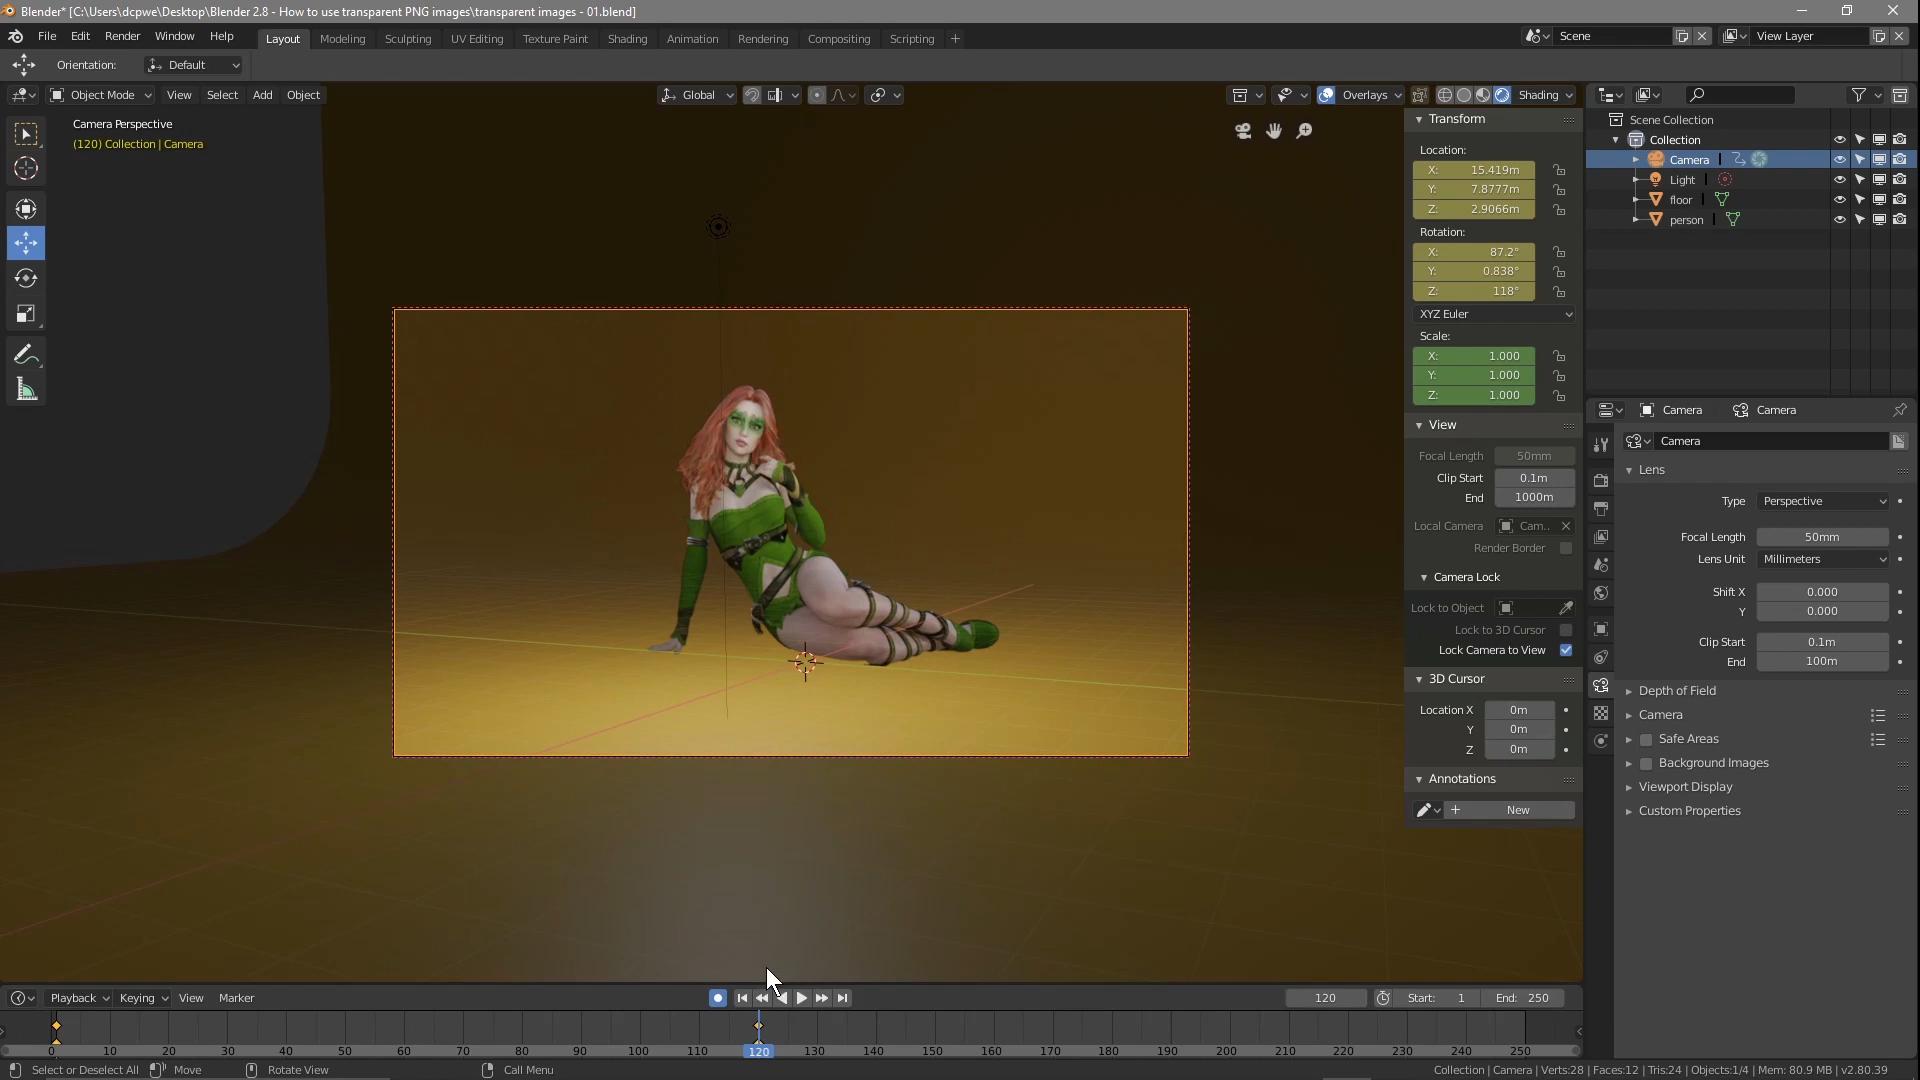 Blender* [C:\Users\dcpwe\Desktop\Blender 2.8 - How to use transparent PNG images\transparent images - 01.blend]
File Edit Render Window Help Layout Modeling Sculpting UV Editing Texture Paint Shading Animation Rendering Compositing Scripting + Scene View Layer
Orientation: Default
Object Mode View Select Add Object Global Overlays Shading
Camera Perspective
(120) Collection | Camera
Transform
Location:
X: 15.419m
Y: 7.8777m
Z: 2.9066m
Rotation:
X: 87.2°
Y: 0.838°
Z: 118°
XYZ Euler
Scale:
X: 1.000
Y: 1.000
Z: 1.000
View
Focal Length 50mm
Clip Start 0.1m
End 1000m
Local Camera Cam..
Render Border
Camera Lock
Lock to Object
Lock to 3D Cursor
Lock Camera to View
3D Cursor
Location X 0m
Y 0m
Z 0m
Annotations
+ New
Scene Collection
Collection
Camera
Light
floor
person
Camera Camera
Camera
Lens
Type Perspective
Focal Length 50mm
Lens Unit Millimeters
Shift X 0.000
Y 0.000
Clip Start 0.1m
End 100m
Depth of Field
Camera
Safe Areas
Background Images
Viewport Display
Custom Properties
Playback Keying View Marker 120 Start: 1 End: 250
0 10 20 30 40 50 60 70 80 90 100 110 120 130 140 150 160 170 180 190 200 210 220 230 240 250
Select or Deselect All Move Rotate View Call Menu Collection | Camera | Verts:28 | Faces:12 | Tris:24 | Objects:1/4 | Mem: 80.9 MB | v2.80.39